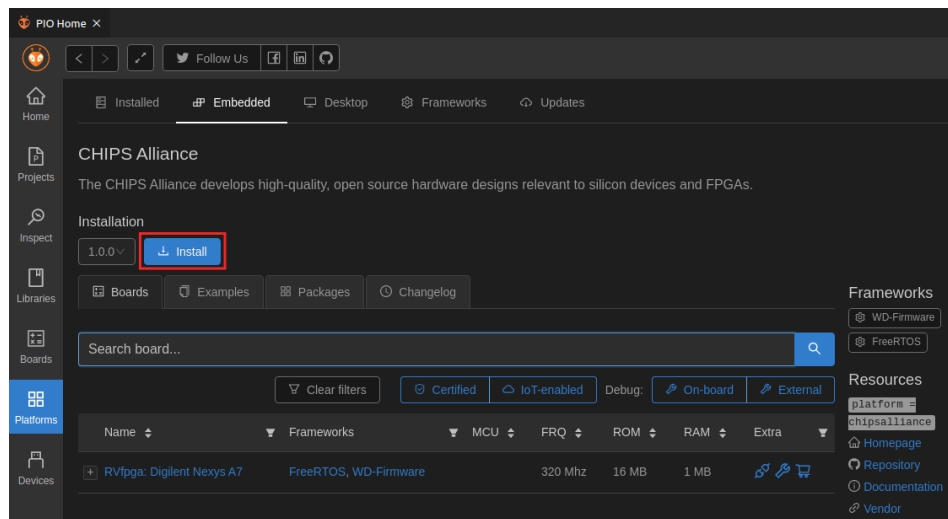 PIO Home
Follow Us
Home
Projects
Inspect
Libraries
Boards
Platforms
Devices
Installed Embedded Desktop Frameworks Updates
CHIPS Alliance
The CHIPS Alliance develops high-quality, open source hardware designs relevant to silicon devices and FPGAs.
Installation
1.0.0 Install
Boards Examples Packages Changelog
Search board...
Clear filters Certified IoT-enabled Debug: On-board External
Name Frameworks MCU FRQ ROM RAM Extra
RVfpga: Digilent Nexys A7 FreeRTOS, WD-Firmware 320 Mhz 16 MB 1 MB
Frameworks
WD-Firmware
FreeRTOS
Resources
platform =
chipsalliance
Homepage
Repository
Documentation
Vendor